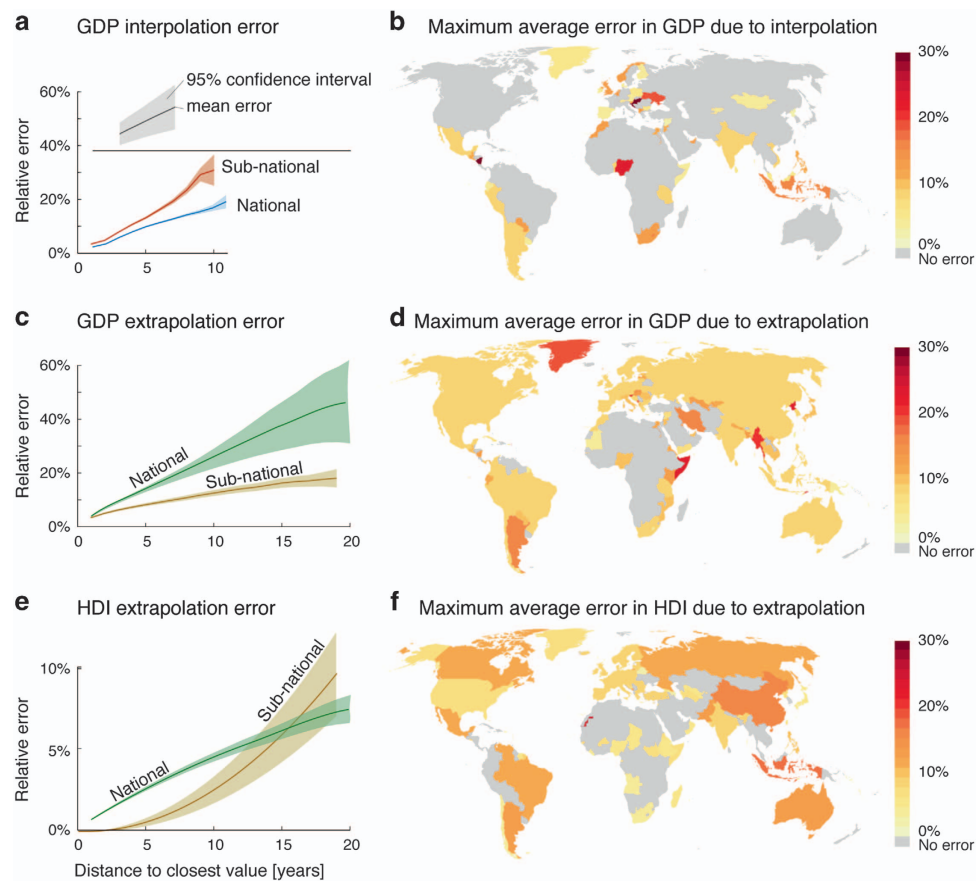 a GDP interpolation error
60%
40%
20%
0%
Relative error
95% confidence interval
mean error
Sub-national
National
0 5 10
b Maximum average error in GDP due to interpolation
30%
20%
10%
0%
No error
c GDP extrapolation error
60%
40%
20%
0%
Relative error
National
Sub-national
0 5 10 15 20
d Maximum average error in GDP due to extrapolation
30%
20%
10%
0%
No error
e HDI extrapolation error
10%
5%
0%
Relative error
National
Sub-national
0 5 10 15 20
Distance to closest value [years]
f Maximum average error in HDI due to extrapolation
30%
20%
10%
0%
No error